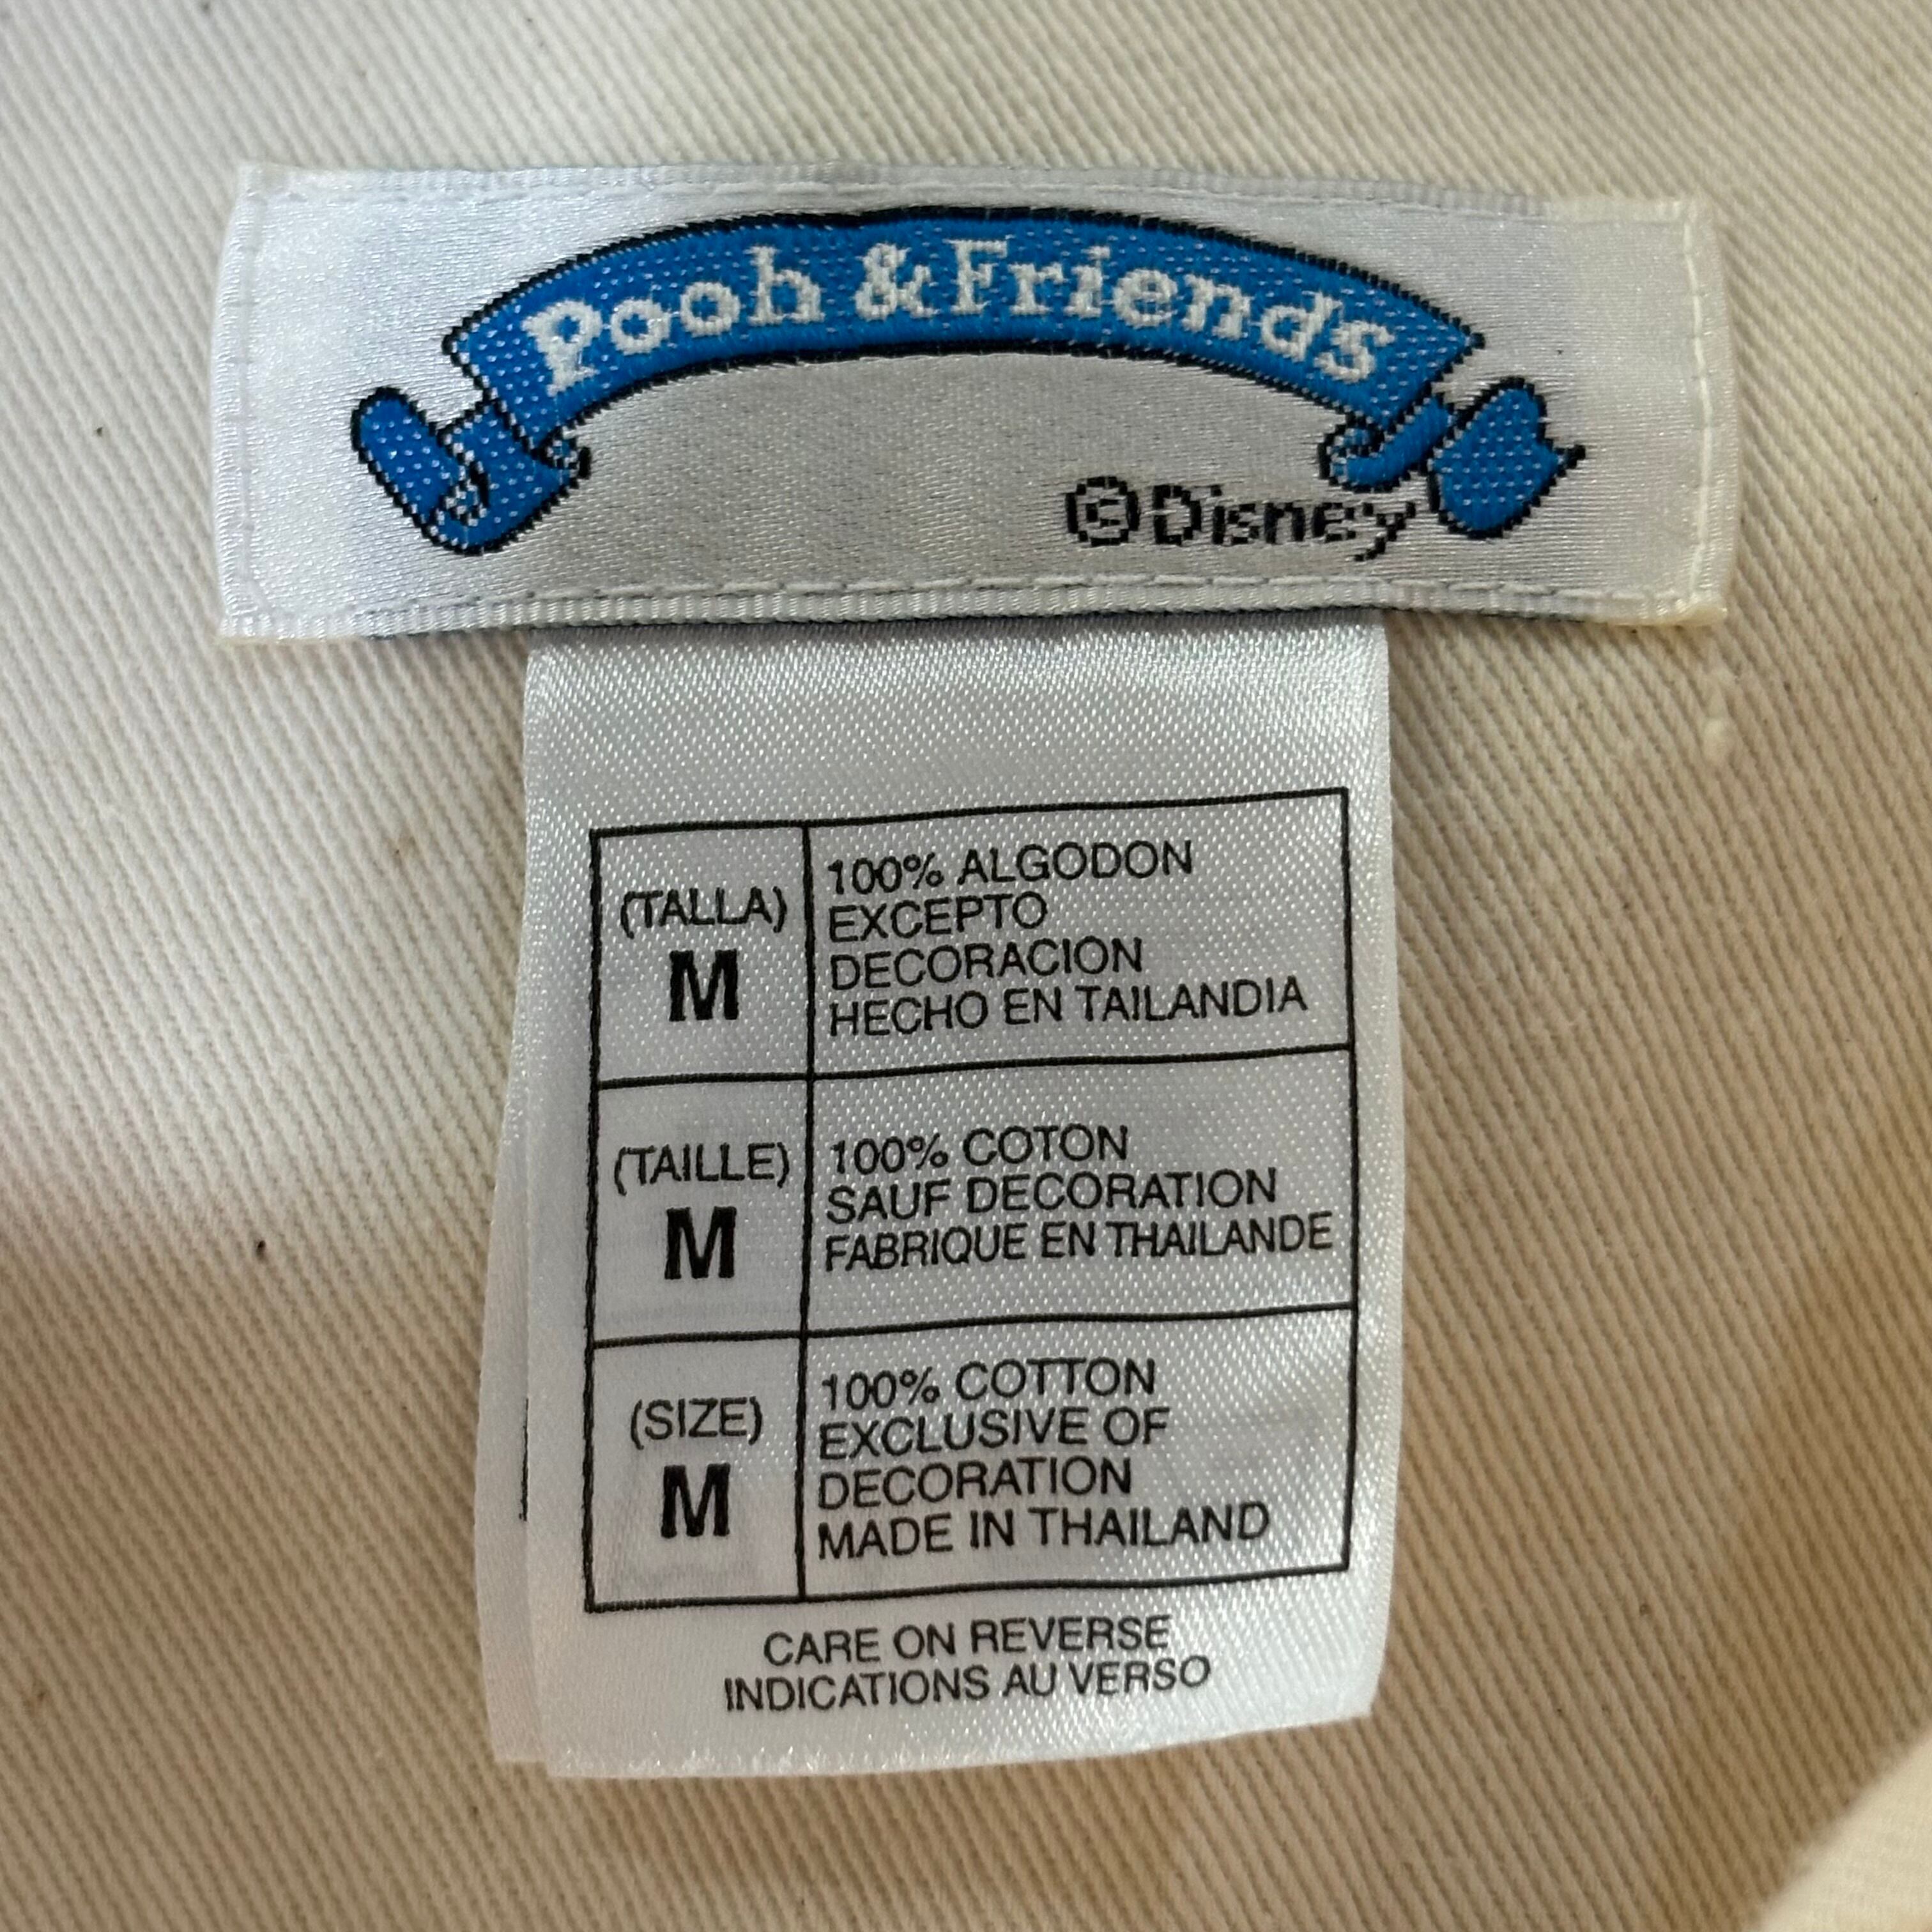 Pooh & Friends
©Disney
(TALLA)
M
100% ALGODON
EXCEPTO
DECORACION
HECHO EN TAILANDIA
(TAILLE)
M
100% COTON
SAUF DECORATION
FABRIQUE EN THAILANDE
(SIZE)
M
100% COTTON
EXCLUSIVE OF
DECORATION
MADE IN THAILAND
CARE ON REVERSE
INDICATIONS AU VERSO